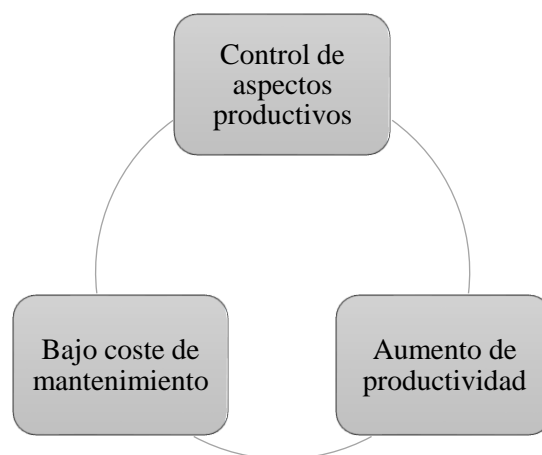 Control de
aspectos
productivos
Bajo coste de
mantenimiento
Aumento de
productividad